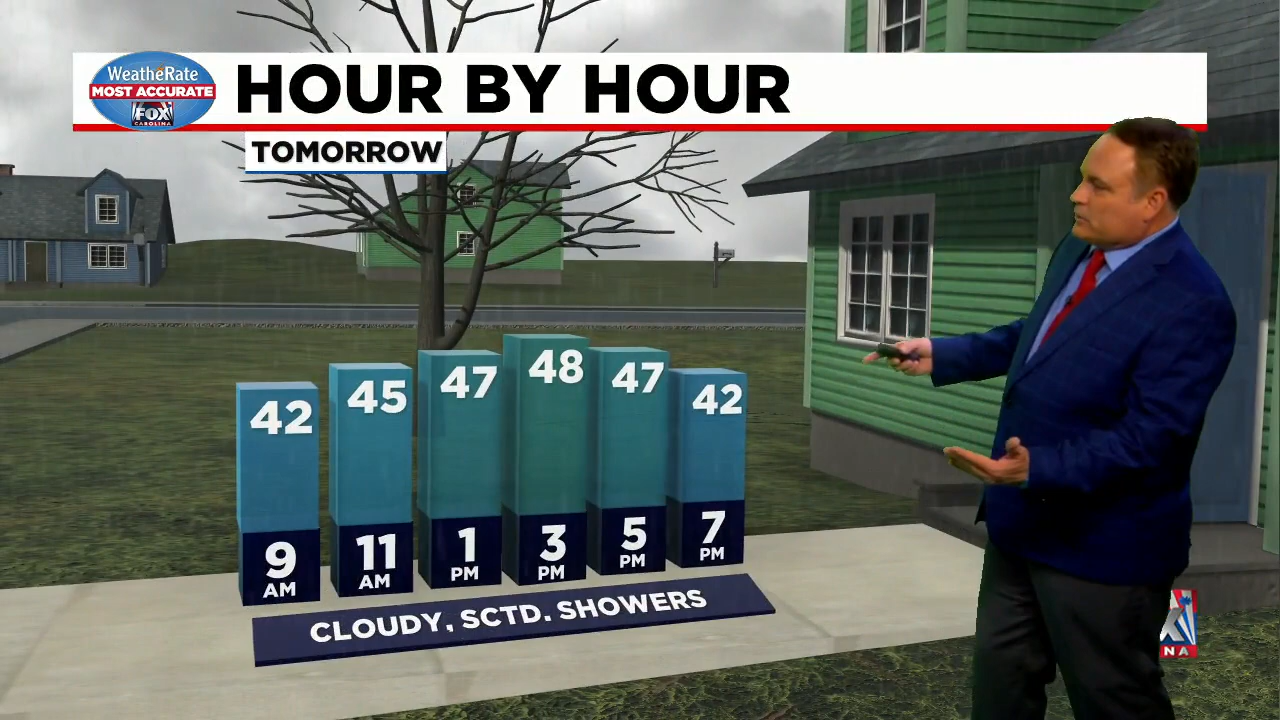 WeatheRate
MOST ACCURATE
FOX
CAROLINA
HOUR BY HOUR
TOMORROW
42
45
47
48
47
42
9
AM
11
AM
1
PM
3
PM
5
PM
7
PM
CLOUDY, SCTD. SHOWERS
X
NA